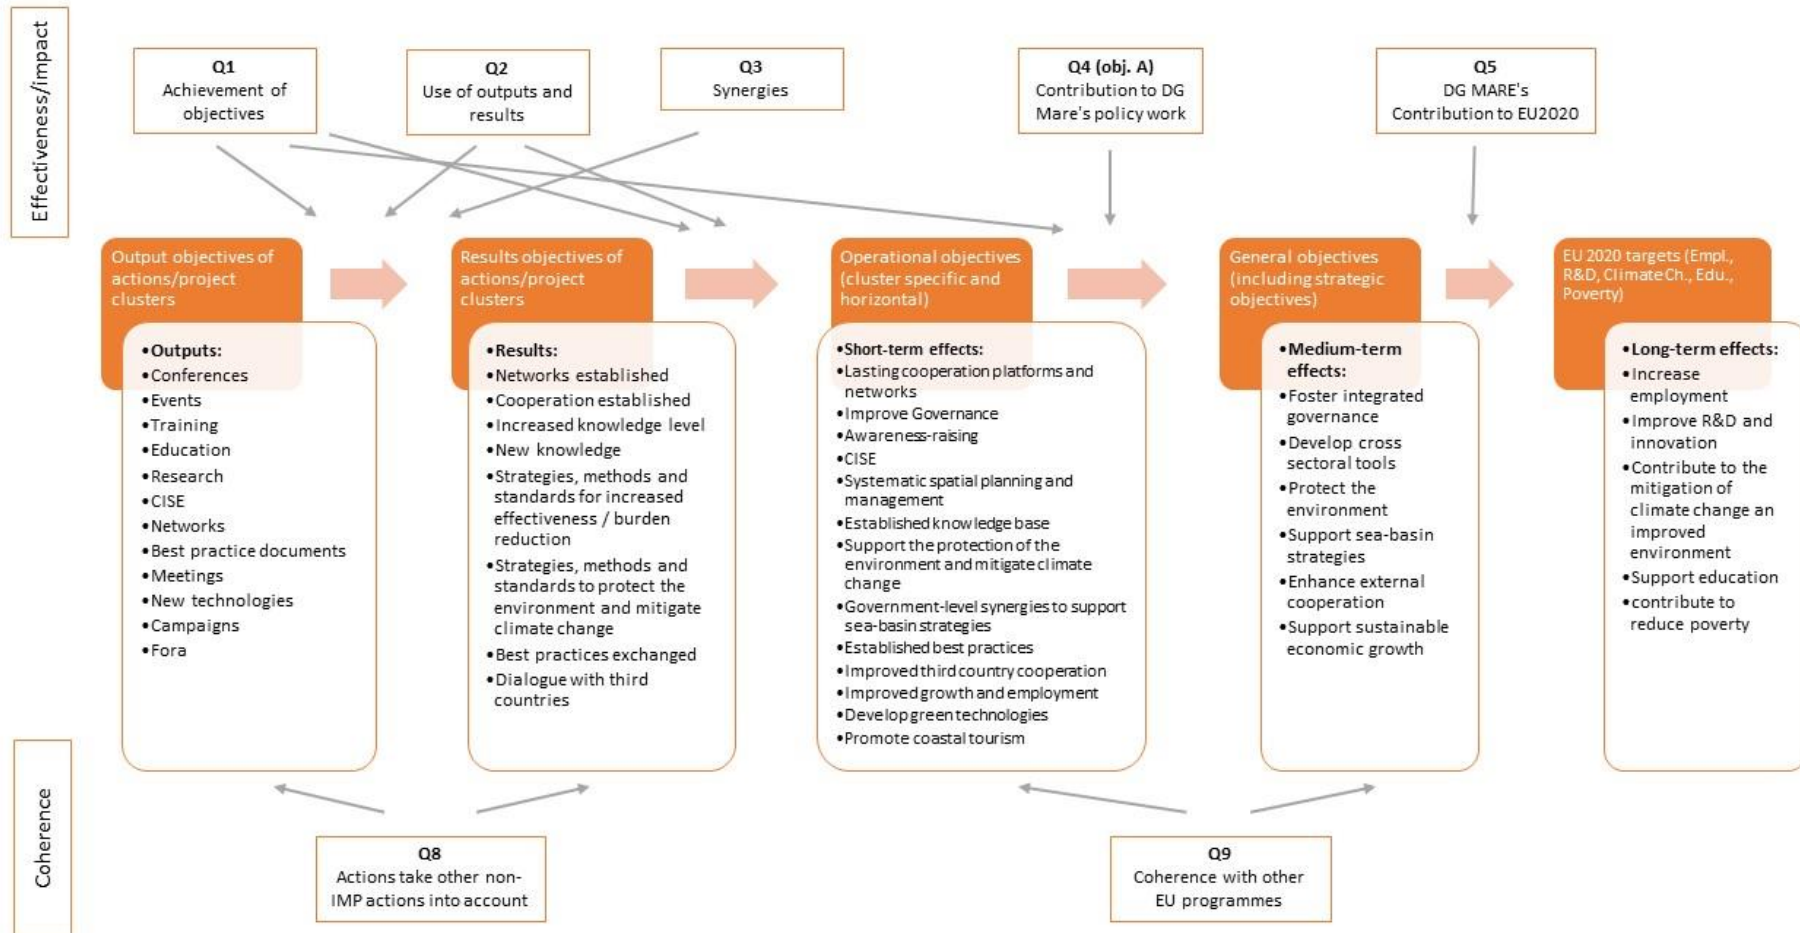 Effectiveness/impact
Q1
Achievement of
objectives
Q2
Use of outputs and
results
Q3
Synergies
Q4 (obj. A)
Contribution to DG
Mare's policy work
Q5
DG MARE's
Contribution to EU2020
Output objectives of
actions/project
clusters
•Outputs:
•Conferences
•Events
•Training
•Education
•Research
•CISE
•Networks
•Best practice documents
•Meetings
•New technologies
•Campaigns
•Fora
Results objectives of
actions/project
clusters
•Results:
•Networks established
•Cooperation established
•Increased knowledge level
•New knowledge
•Strategies, methods and
standards for increased
effectiveness / burden
reduction
•Strategies, methods and
standards to protect the
environment and mitigate
climate change
•Best practices exchanged
•Dialogue with third
countries
Operational objectives
(cluster specific and
horizontal)
•Short-term effects:
•Lasting cooperation platforms and
networks
•Improve Governance
•Awareness-raising
•CISE
•Systematic spatial planning and
management
•Established knowledge base
•Support the protection of the
environment and mitigate climate
change
•Government-level synergies to support
sea-basin strategies
•Established best practices
•Improved third country cooperation
•Improved growth and employment
•Develop green technologies
•Promote coastal tourism
General objectives
(including strategic
objectives)
•Medium-term
effects:
•Foster integrated
governance
•Develop cross
sectoral tools
•Protect the
environment
•Support sea-basin
strategies
•Enhance external
cooperation
•Support sustainable
economic growth
EU 2020 targets (Empl.,
R&D, Climate Ch., Edu.,
Poverty)
•Long-term effects:
•Increase
employment
•Improve R&D and
innovation
•Contribute to the
mitigation of
climate change an
improved
environment
•Support education
•contribute to
reduce poverty
Coherence
Q8
Actions take other non-
IMP actions into account
Q9
Coherence with other
EU programmes